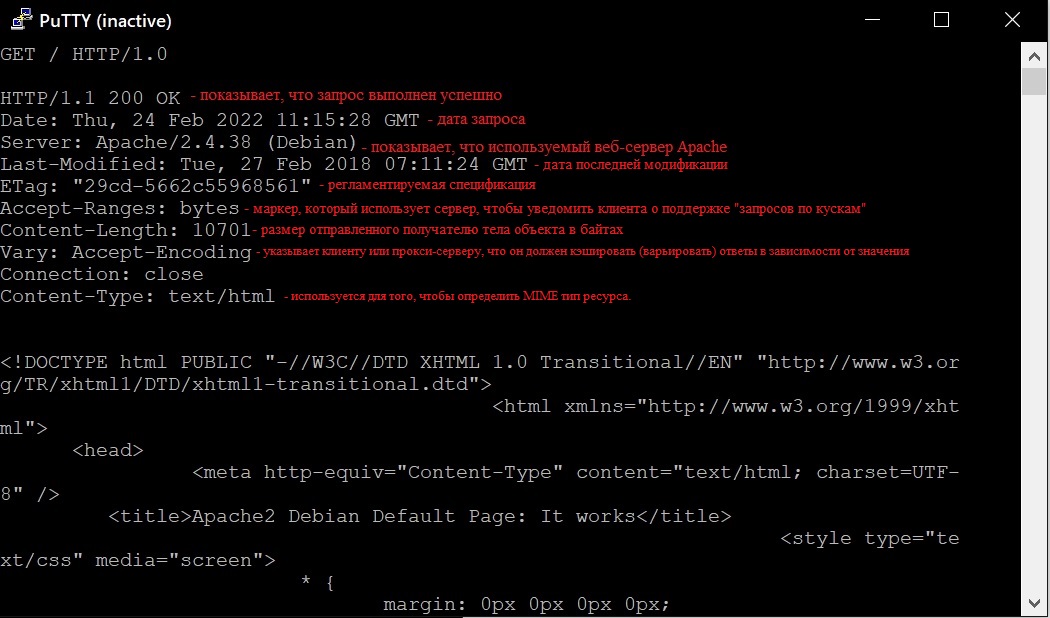 PuTTY (inactive)
GET / HTTP/1.0
HTTP/1.1 200 OK - показывает, что запрос выполнен успешно
Date: Thu, 24 Feb 2022 11:15:28 GMT - дата запроса
Server: Apache/2.4.38 (Debian) - показывает, что используемый веб-сервер Apache
Last-Modified: Tue, 27 Feb 2018 07:11:24 GMT - дата последней модификации
ETag: "29cd-5662c55968561" - регламентируемая спецификация
Accept-Ranges: bytes - маркер, который использует сервер, чтобы уведомить клиента о поддержке "запросов по кускам"
Content-Length: 10701- размер отправленного получателю тела объекта в байтах
Vary: Accept-Encoding - указывает клиенту или прокси-серверу, что он должен кэшировать (варьировать) ответы в зависимости от значения
Connection: close
Content-Type: text/html - используется для того, чтобы определить MIME тип ресурса.
<!DOCTYPE html PUBLIC "-//W3C//DTD XHTML 1.0 Transitional//EN" "http://www.w3.or
g/TR/xhtml1/DTD/xhtml1-transitional.dtd">
<html xmlns="http://www.w3.org/1999/xht
ml">
<head>
<meta http-equiv="Content-Type" content="text/html; charset=UTF-
8" />
<title>Apache2 Debian Default Page: It works</title>
<style type="te
xt/css" media="screen">
* {
margin: 0px 0px 0px 0px;